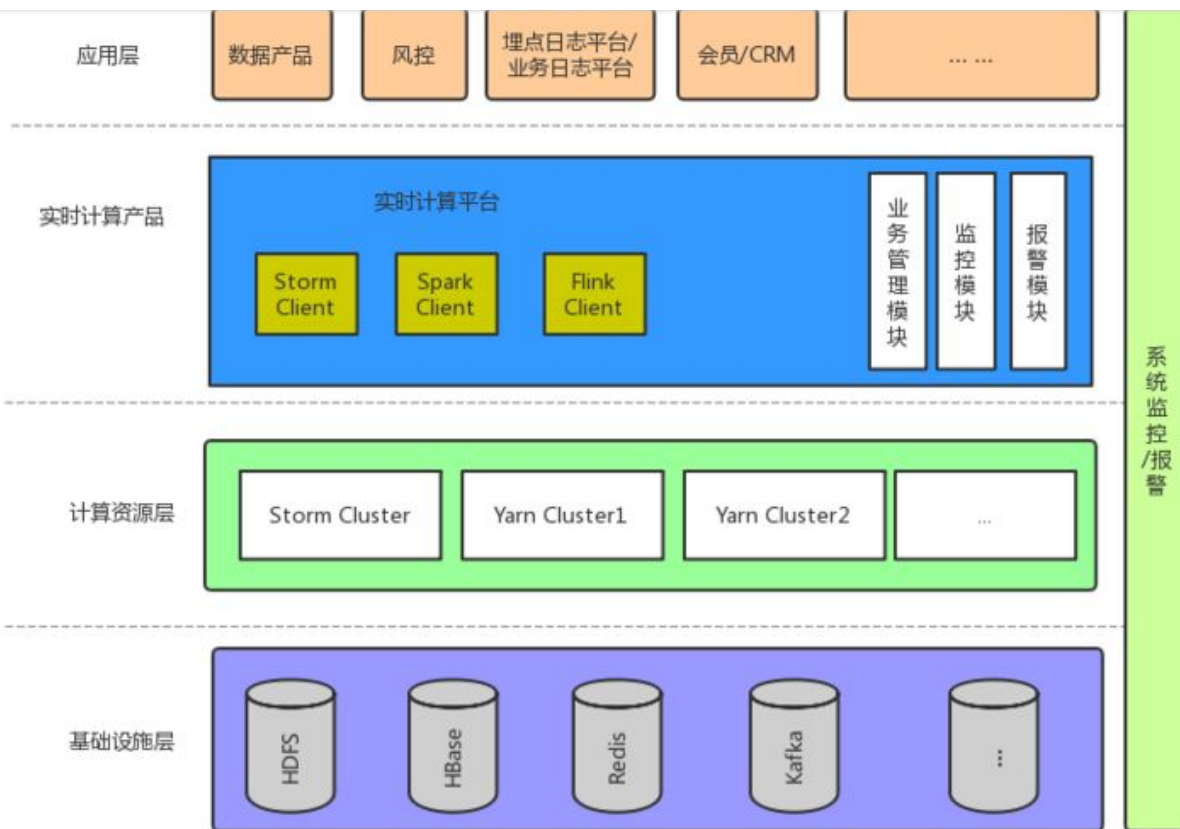 应用层
数据产品
风控
埋点日志平台/
业务日志平台
会员/CRM
... ...
实时计算产品
实时计算平台
Storm
Client
Spark
Client
Flink
Client
业务管理模块
监控模块
报警模块
计算资源层
Storm Cluster
Yarn Cluster1
Yarn Cluster2
...
基础设施层
HDFS
HBase
Redis
Kafka
...
系统监控/报警